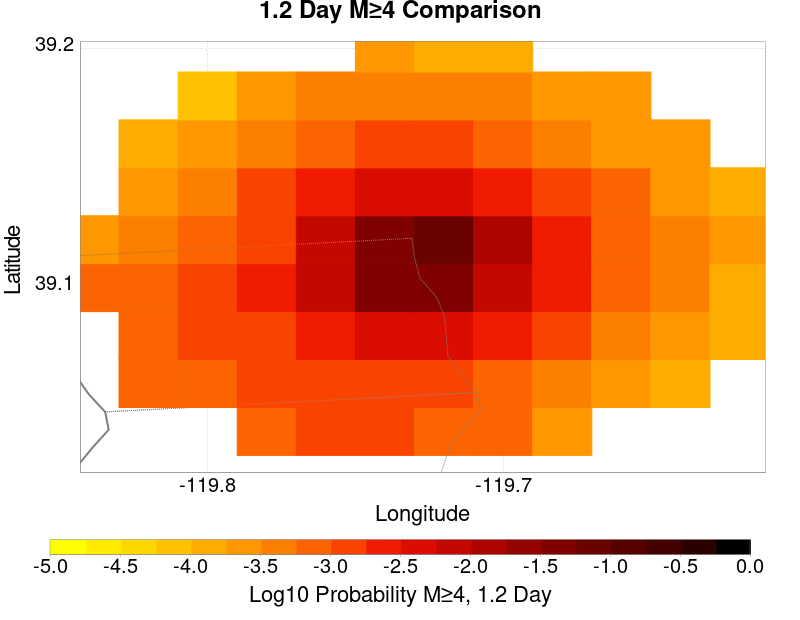 1.2 Day M≥4 Comparison
39.2
39.1
Latitude
-119.8 -119.7
Longitude
-5.0 -4.5 -4.0 -3.5 -3.0 -2.5 -2.0 -1.5 -1.0 -0.5 0.0
Log10 Probability M≥4, 1.2 Day